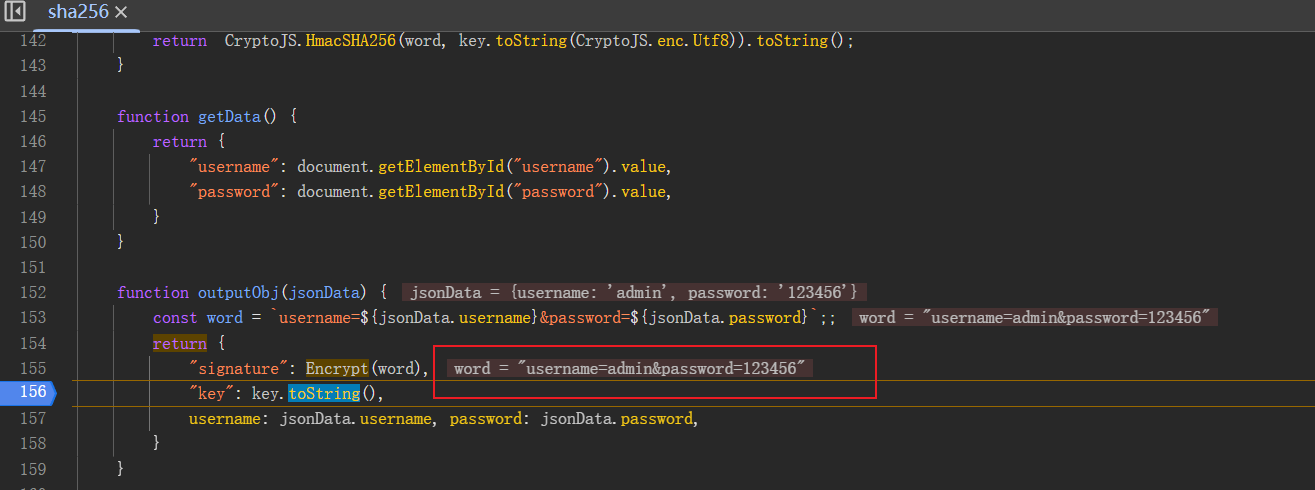 sha256
142 return CryptoJS.HmacSHA256(word, key.toString(CryptoJS.enc.Utf8)).toString();
143 }
144
145 function getData() {
146 return {
147 "username": document.getElementById("username").value,
148 "password": document.getElementById("password").value,
149 }
150 }
151
152 function outputObj(jsonData) { jsonData = {username: 'admin', password: '123456'}
153 const word = `username=${jsonData.username}&password=${jsonData.password}`;; word = "username=admin&password=123456"
154 return {
155 "signature": Encrypt(word), word = "username=admin&password=123456"
156 "key": key.toString(),
157 username: jsonData.username, password: jsonData.password,
158 }
159 }